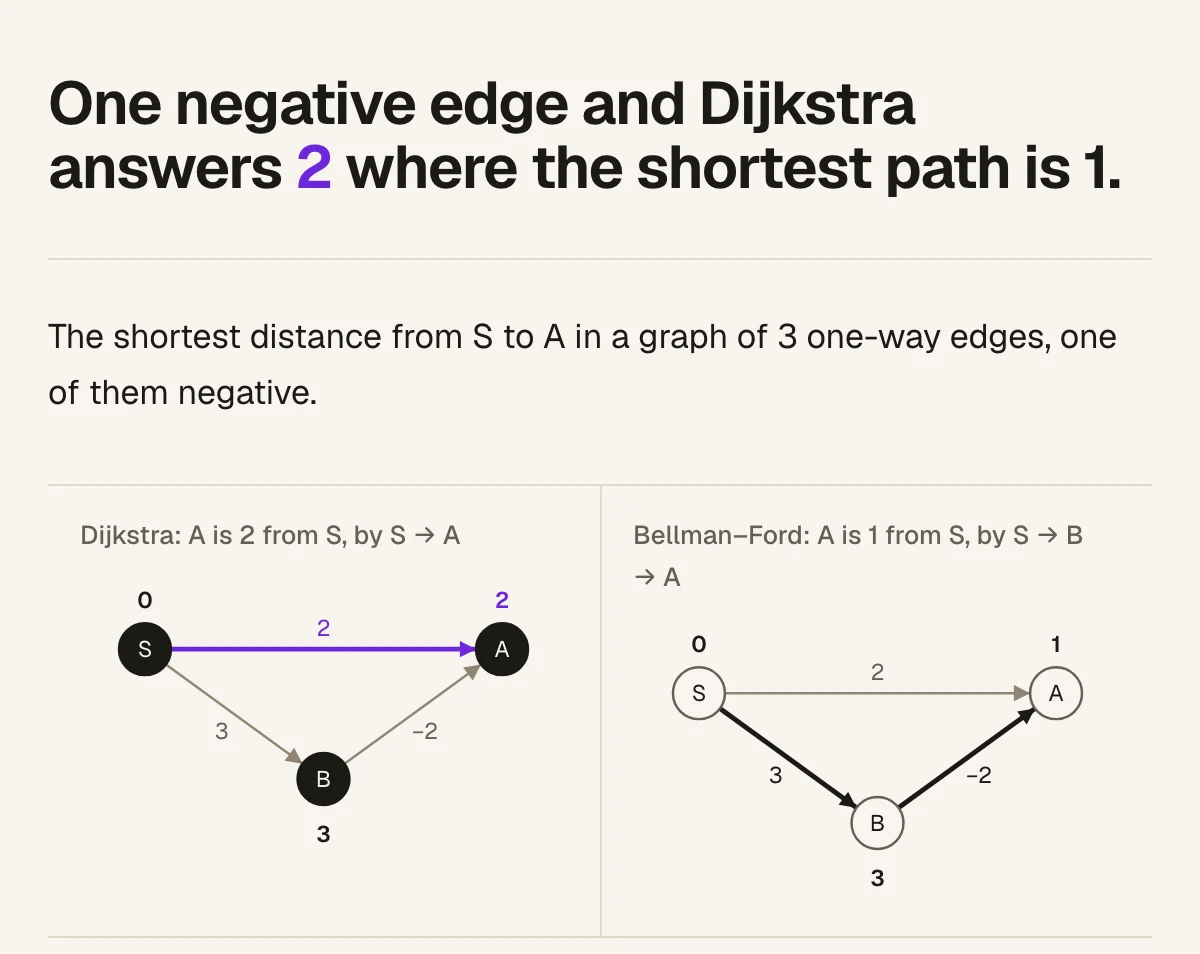 One negative edge and Dijkstra
answers 2 where the shortest path is 1.
The shortest distance from S to A in a graph of 3 one-way edges, one
of them negative.
Dijkstra: A is 2 from S, by S → A
0
2
2
S
A
3
−2
B
3
Bellman–Ford: A is 1 from S, by S → B
→ A
0
1
2
S
A
3
−2
B
3